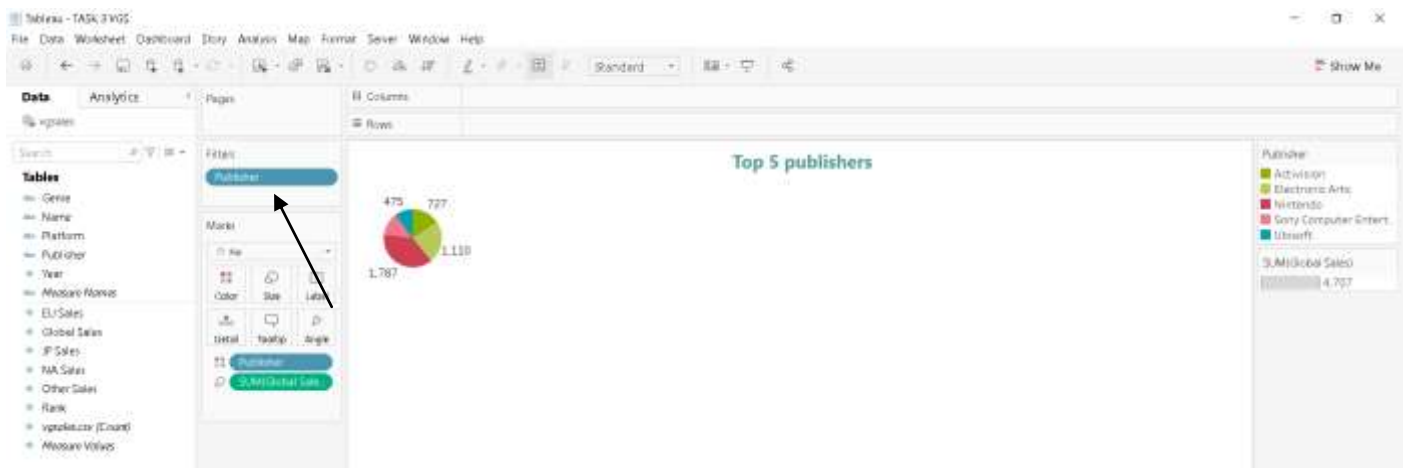 Tableau - TASK 3 VGS
File Data Worksheet Dashboard Story Analysis Map Format Server Window Help
Standard
Show Me
Data Analytics
Pages
Columns
vgsales
Rows
Search
Filters
Publisher
Tables
Genre
Name
Platform
Publisher
Year
Measure Names
EU Sales
Global Sales
JP Sales
NA Sales
Other Sales
Rank
vgsales.csv (Count)
Measure Values
Marks
Pie
Color Size Label
Detail Tooltip Angle
Publisher
SUM(Global Sale..
Top 5 publishers
475 727
1,110
1,787
Publisher
Activision
Electronic Arts
Nintendo
Sony Computer Entert..
Ubisoft
SUM(Global Sales)
4,707